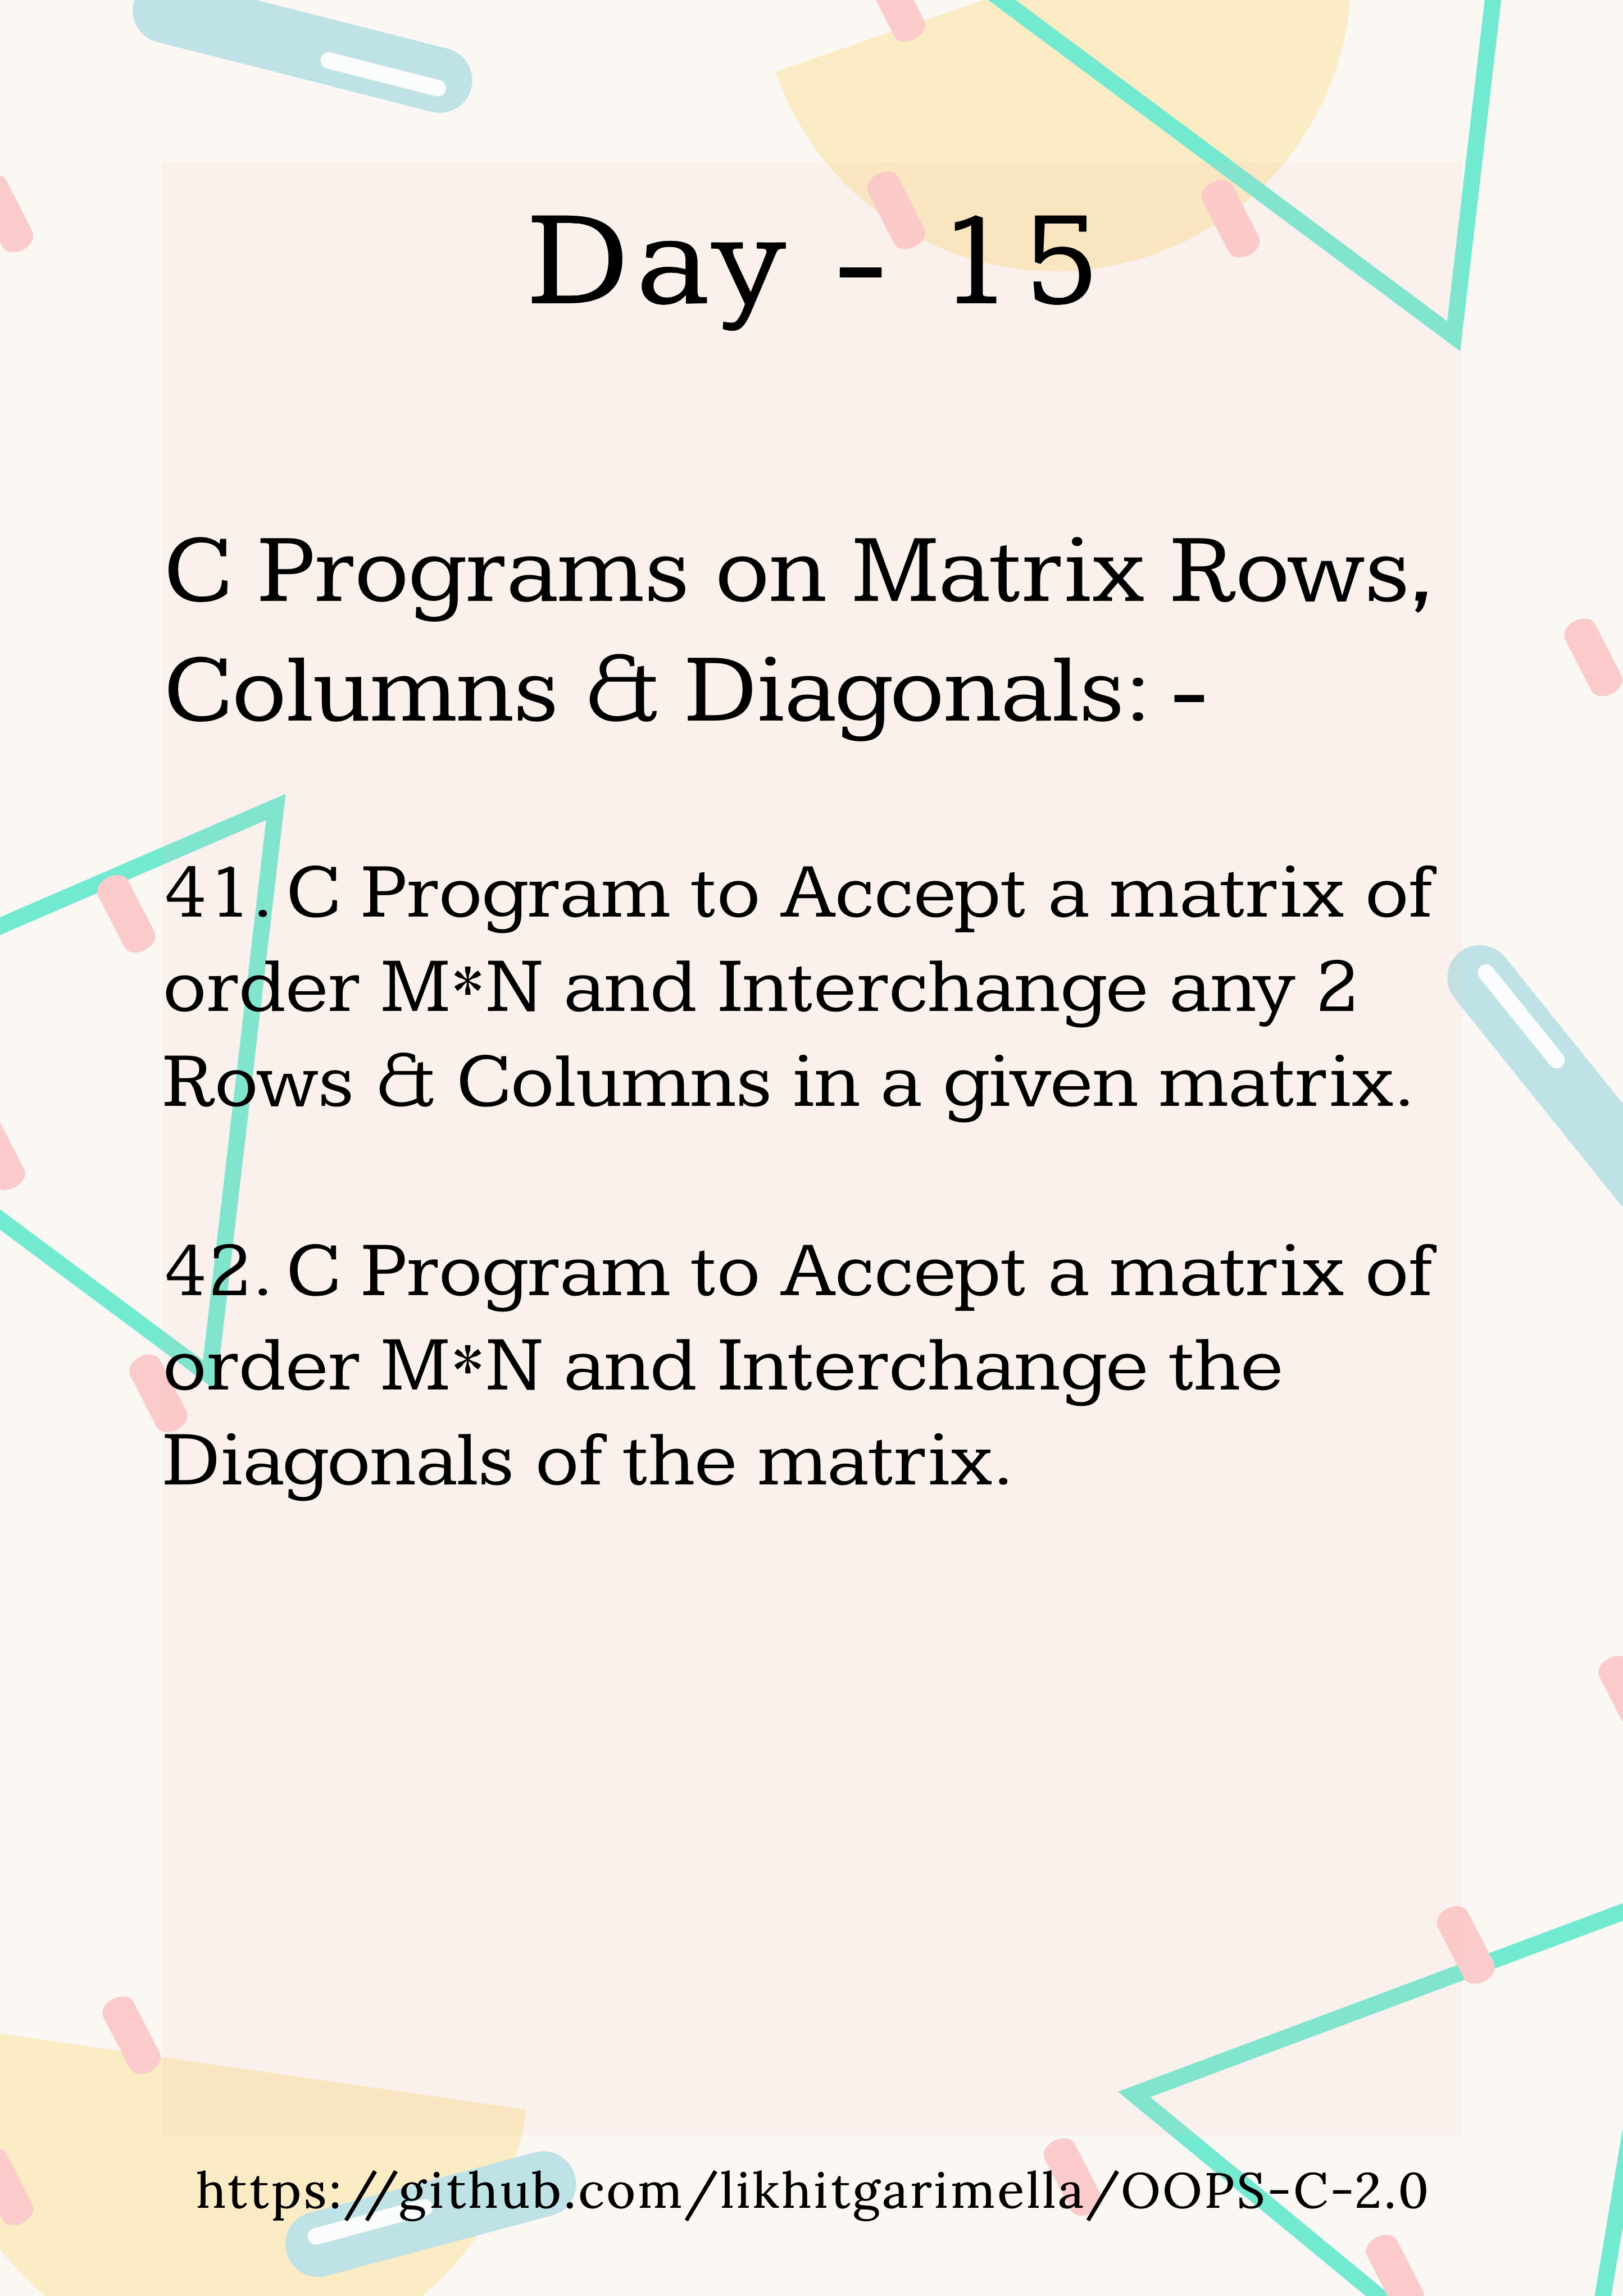 Day - 15
C Programs on Matrix Rows,
Columns & Diagonals: -
41. C Program to Accept a matrix of
order M*N and Interchange any 2
Rows & Columns in a given matrix.
42. C Program to Accept a matrix of
order M*N and Interchange the
Diagonals of the matrix.
https://github.com/likhitgarimella/OOPS-C-2.0